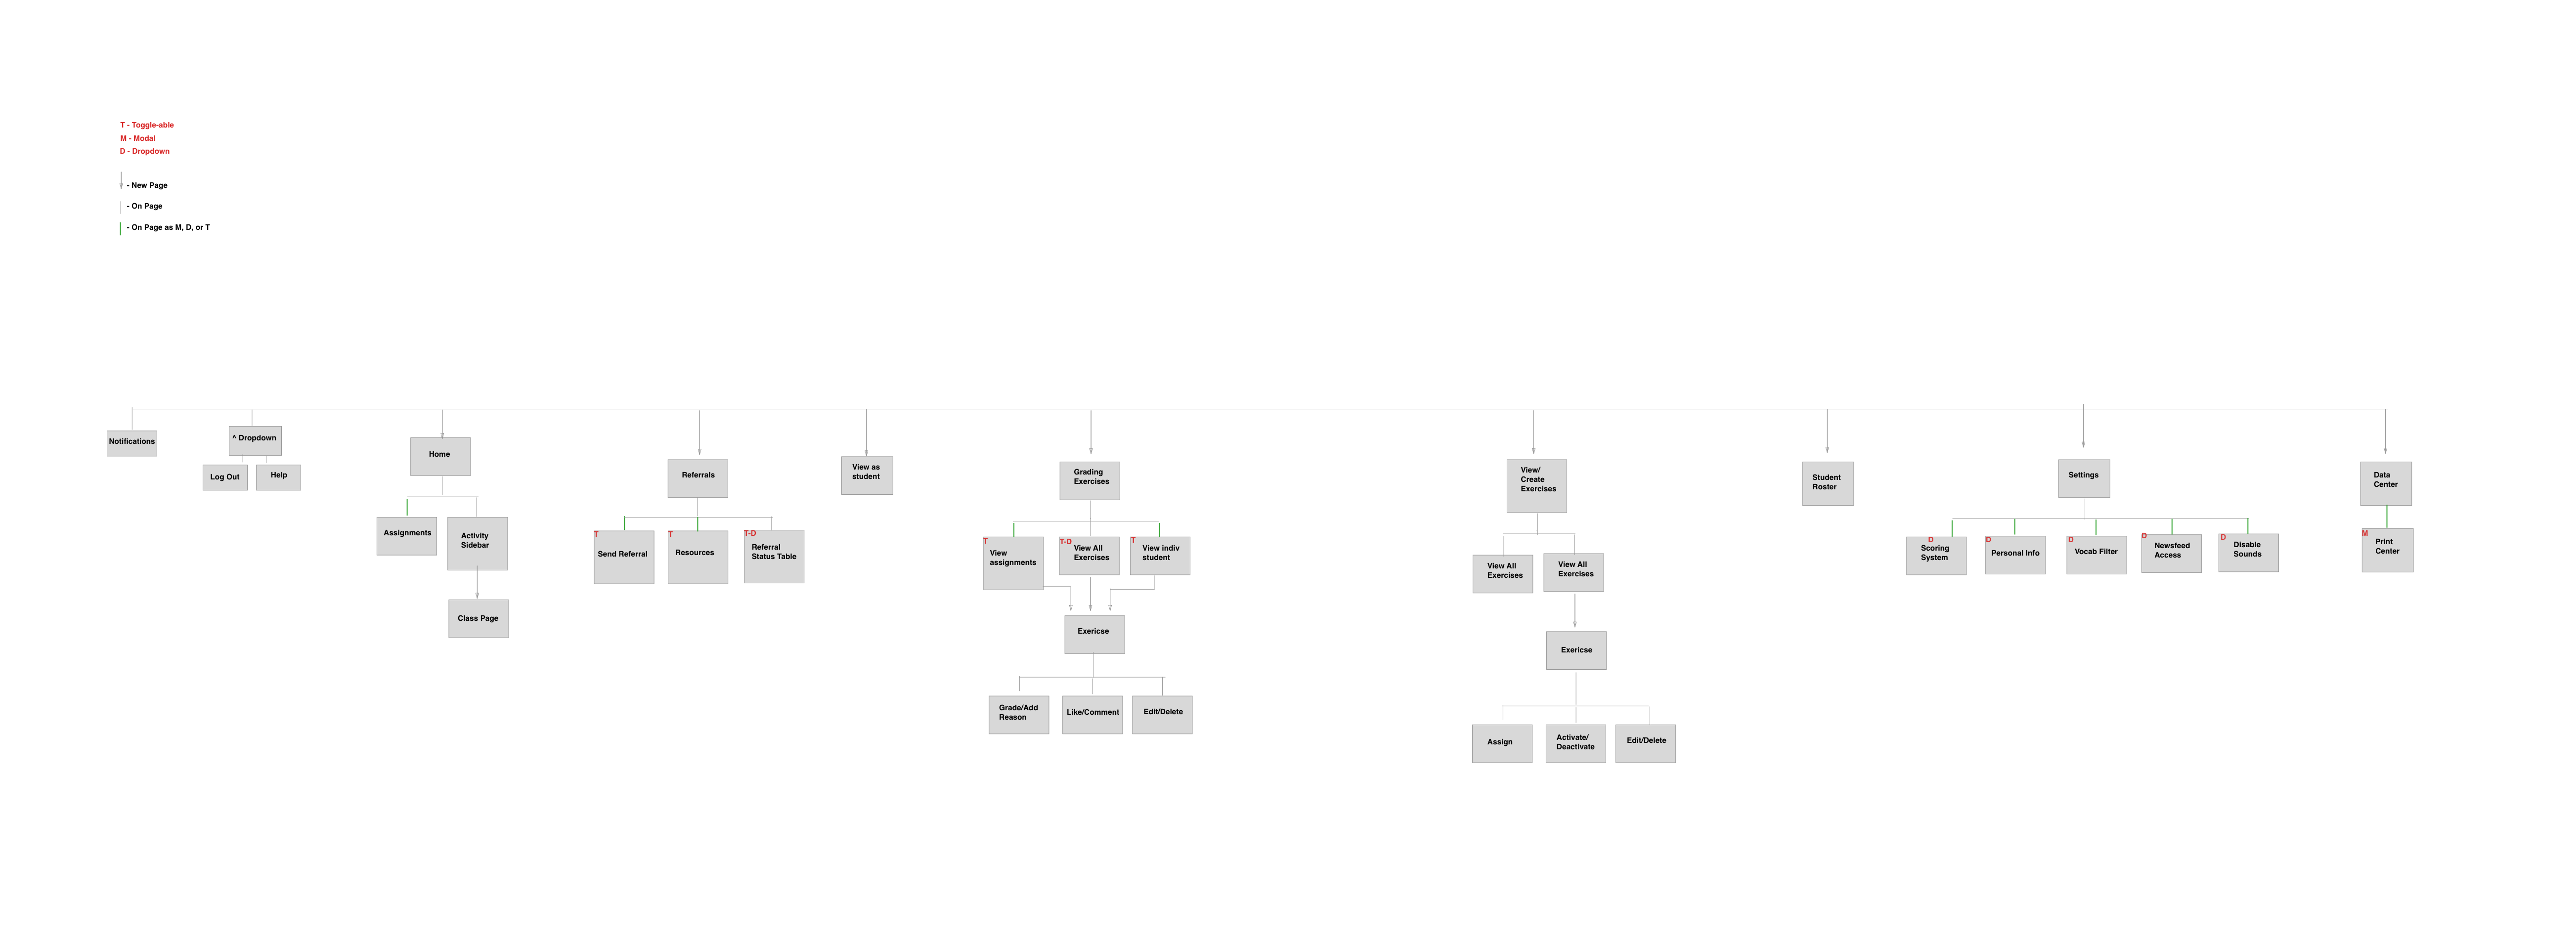 T - Toggle-able
M - Modal
D - Dropdown
- New Page
- On Page
- On Page as M, D, or T
Notifications
^ Dropdown
Log Out
Help
Home
Assignments
Activity
Sidebar
Class Page
Referrals
T
Send Referral
T
Resources
T-D
Referral
Status Table
View as
student
Grading
Exercises
T
View
assignments
T-D
View All
Exercises
T
View indiv
student
Exericse
Grade/Add
Reason
Like/Comment
Edit/Delete
View/
Create
Exercises
View All
Exercises
View All
Exercises
Exericse
Assign
Activate/
Deactivate
Edit/Delete
Student
Roster
Settings
D
Scoring
System
D
Personal Info
D
Vocab Filter
D
Newsfeed
Access
D
Disable
Sounds
Data
Center
M
Print
Center